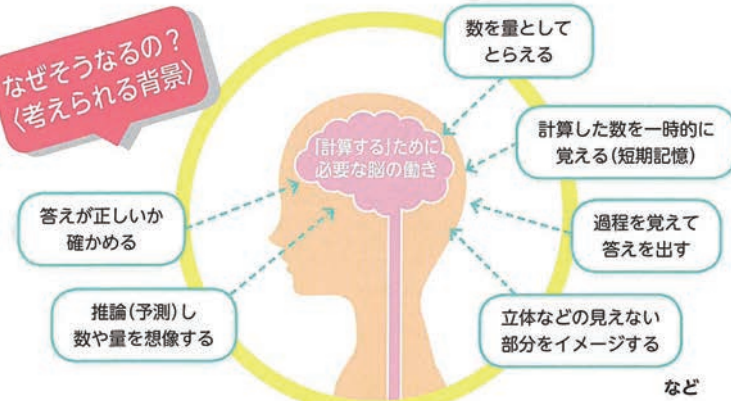 なぜそうなるの？
〈考えられる背景〉
数を量として
とらえる
「計算する」ために
必要な脳の働き
計算した数を一時的に
覚える（短期記憶）
答えが正しいか
確かめる
過程を覚えて
答えを出す
推論（予測）し
数や量を想像する
立体などの見えない
部分をイメージする
など